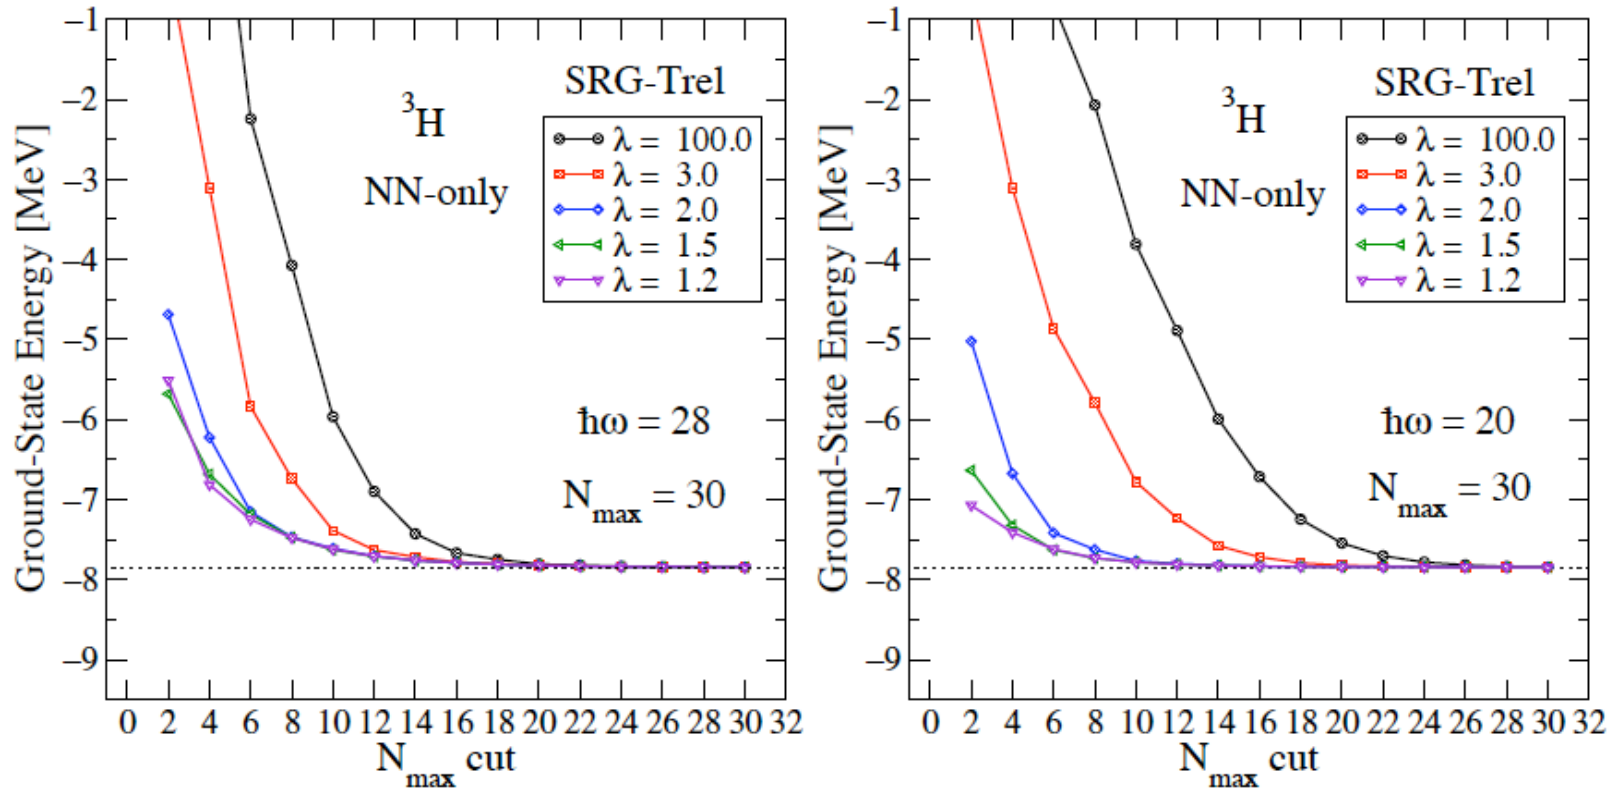 −1
−2
−3
−4
−5
−6
−7
−8
−9
Ground-State Energy [MeV]
SRG-Trel
³H
NN-only
λ = 100.0
λ = 3.0
λ = 2.0
λ = 1.5
λ = 1.2
ħω = 28
Nmax = 30
0 2 4 6 8 10 12 14 16 18 20 22 24 26 28 30 32
Nmax cut
−1
−2
−3
−4
−5
−6
−7
−8
−9
Ground-State Energy [MeV]
SRG-Trel
³H
NN-only
λ = 100.0
λ = 3.0
λ = 2.0
λ = 1.5
λ = 1.2
ħω = 20
Nmax = 30
0 2 4 6 8 10 12 14 16 18 20 22 24 26 28 30 32
Nmax cut